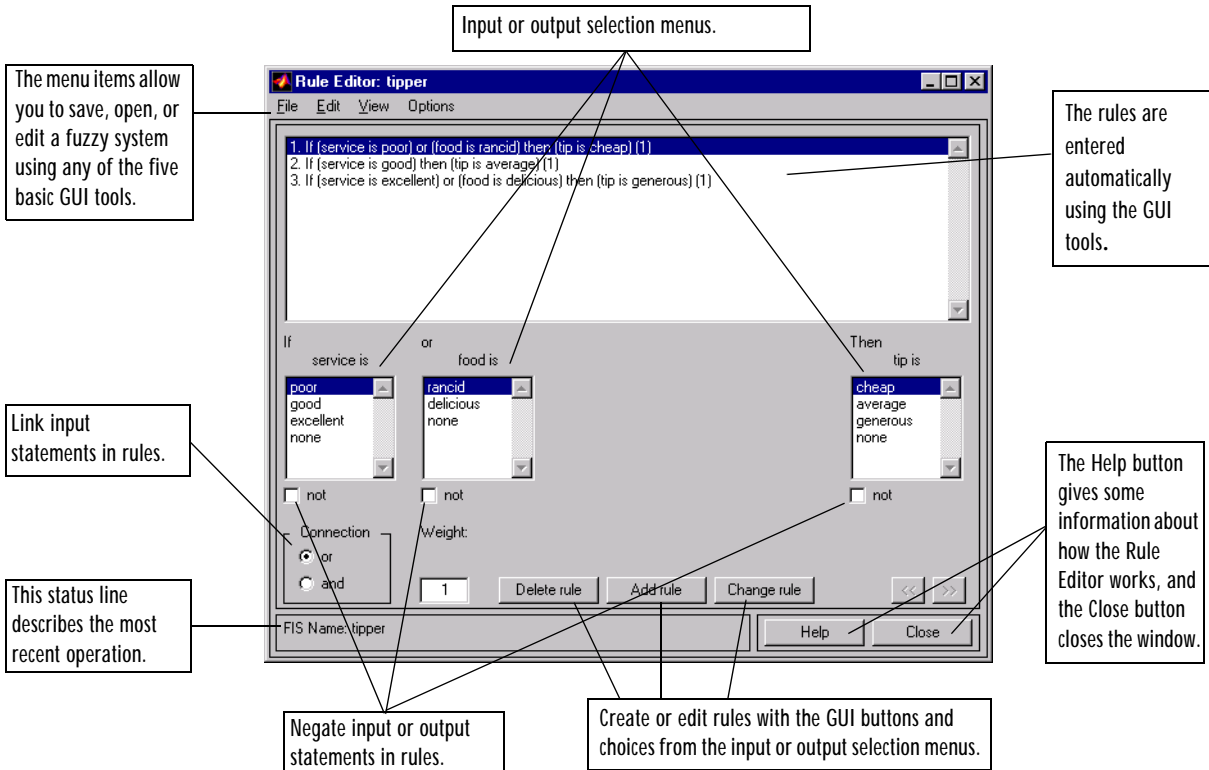 Input or output selection menus.
The menu items allow
you to save, open, or
edit a fuzzy system
using any of the five
basic GUI tools.
Rule Editor: tipper
File Edit View Options
1. If (service is poor) or (food is rancid) then (tip is cheap) (1)
2. If (service is good) then (tip is average) (1)
3. If (service is excellent) or (food is delicious) then (tip is generous) (1)
The rules are
entered
automatically
using the GUI
tools.
If
service is
poor
good
excellent
none
not
or
food is
rancid
delicious
none
not
Then
tip is
cheap
average
generous
none
not
Link input
statements in rules.
Connection
or
and
Weight:
1
Delete rule Add rule Change rule << >>
The Help button
gives some
information about
how the Rule
Editor works, and
the Close button
closes the window.
This status line
describes the most
recent operation.
FIS Name: tipper
Help Close
Negate input or output
statements in rules.
Create or edit rules with the GUI buttons and
choices from the input or output selection menus.